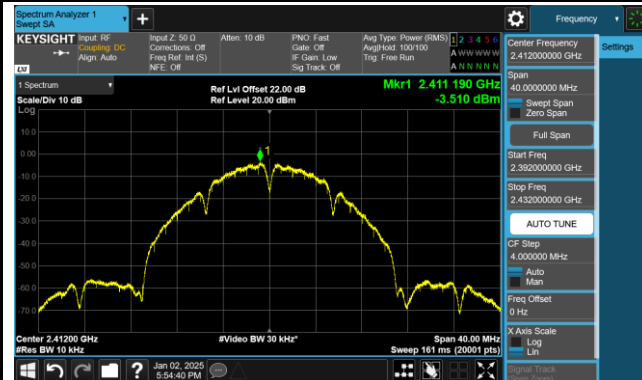 Spectrum Analyzer 1
Swept SA
Frequency
KEYSIGHT
Input: RF
Coupling: DC
Align: Auto
Input Z: 50 Ω
Corrections: Off
Freq Ref: Int (S)
NFE: Off
Atten: 10 dB
PNO: Fast
Gate: Off
IF Gain: Low
Sig Track: Off
Avg Type: Power (RMS)
Avg|Hold: 100/100
Trig: Free Run
1 2 3 4 5 6
A W W W W W
A N N N N N
LXI
1 Spectrum
Scale/Div 10 dB
Log
Ref Lvl Offset 22.00 dB
Ref Level 20.00 dBm
Mkr1 2.411 190 GHz
-3.510 dBm
10.0
0.00
-10.0
-20.0
-30.0
-40.0
-50.0
-60.0
-70.0
1
Center 2.41200 GHz
#Res BW 10 kHz
#Video BW 30 kHz*
Span 40.00 MHz
Sweep 161 ms (20001 pts)
Jan 02, 2025
5:54:40 PM
Center Frequency
2.412000000 GHz
Settings
Span
40.0000000 MHz
Swept Span
Zero Span
Full Span
Start Freq
2.392000000 GHz
Stop Freq
2.432000000 GHz
AUTO TUNE
CF Step
4.000000 MHz
Auto
Man
Freq Offset
0 Hz
X Axis Scale
Log
Lin
Signal Track
(Span Zoom)